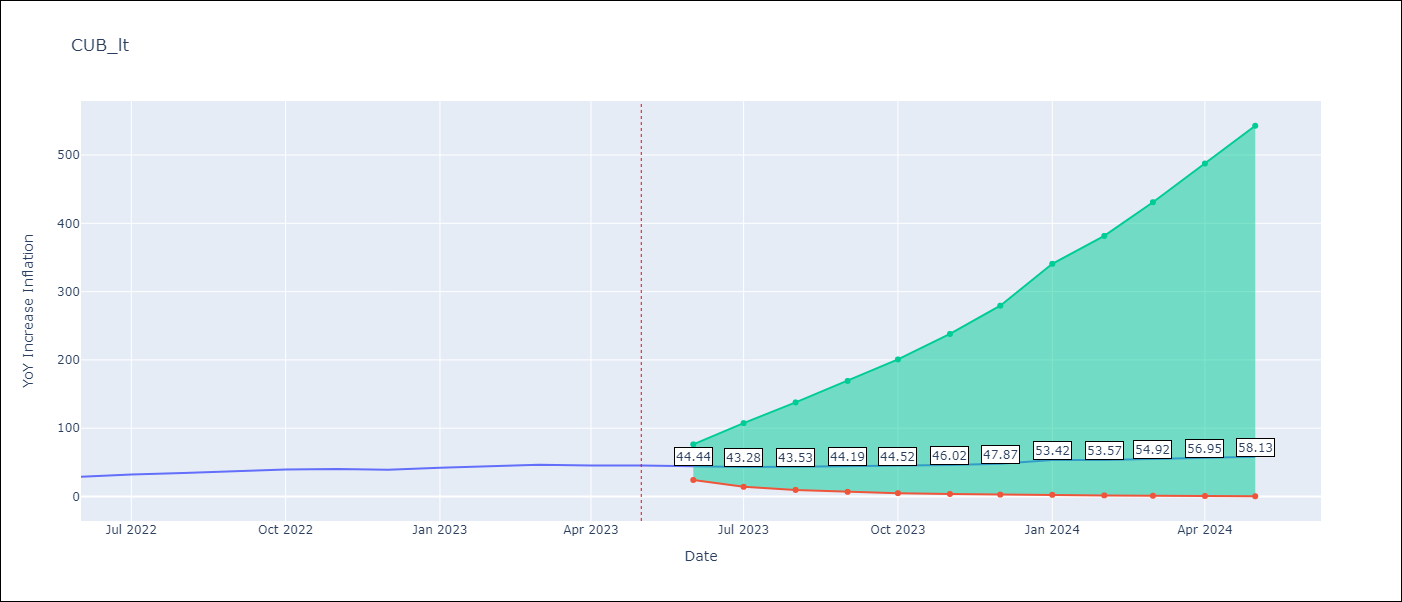 CUB_lt
YoY Increase Inflation
500
400
300
200
100
0
44.44
43.28
43.53
44.19
44.52
46.02
47.87
53.42
53.57
54.92
56.95
58.13
Jul 2022
Oct 2022
Jan 2023
Apr 2023
Jul 2023
Oct 2023
Jan 2024
Apr 2024
Date